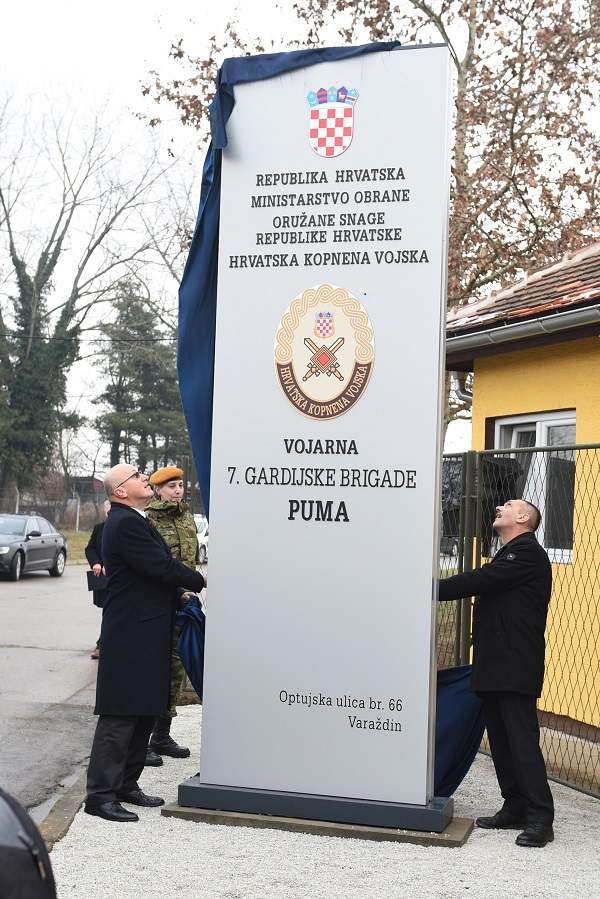 REPUBLIKA HRVATSKA
MINISTARSTVO OBRANE
ORUŽANE SNAGE
REPUBLIKE HRVATSKE
HRVATSKA KOPNENA VOJSKA
HRVATSKA KOPNENA VOJSKA
VOJARNA
7. GARDIJSKE BRIGADE
PUMA
Optujska ulica br. 66
Varaždin